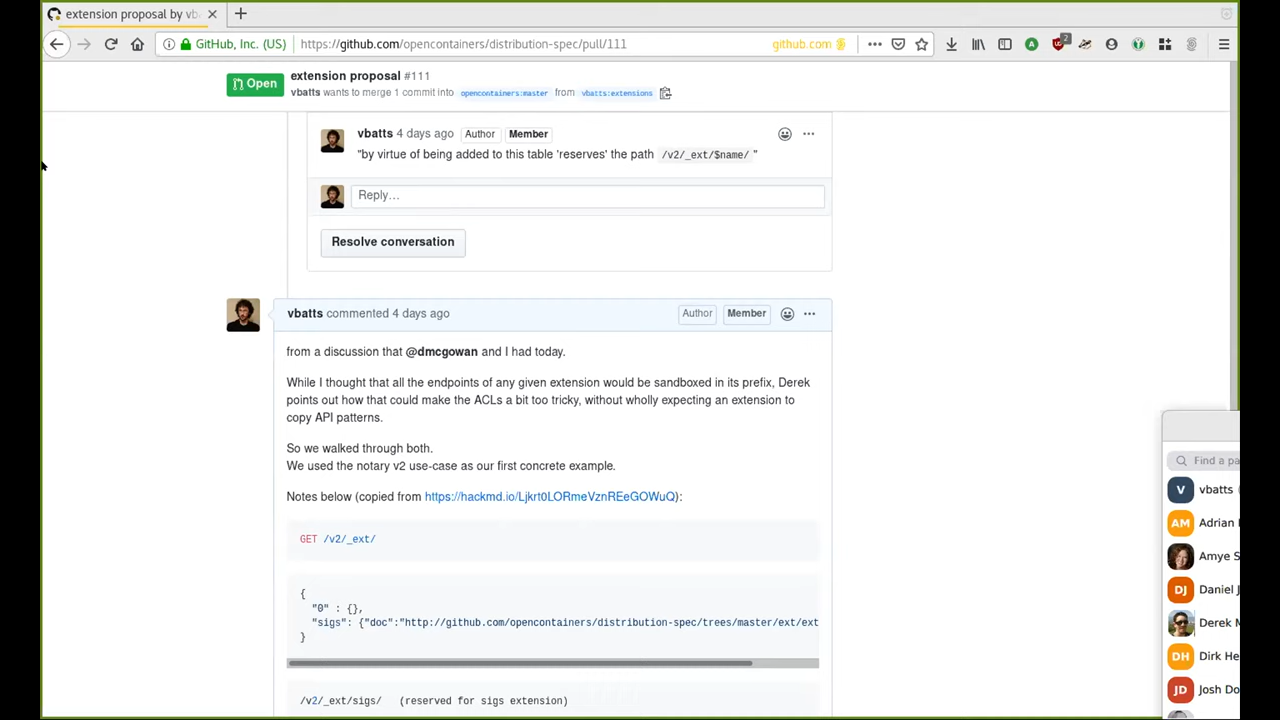 extension proposal by vb
GitHub, Inc. (US)
https://github.com/opencontainers/distribution-spec/pull/111
github.com
2
Open
extension proposal #111
vbatts wants to merge 1 commit into opencontainers:master from vbatts:extensions
vbatts 4 days ago Author Member
"by virtue of being added to this table 'reserves' the path /v2/_ext/$name/ "
Reply…
Resolve conversation
vbatts commented 4 days ago Author Member
from a discussion that @dmcgowan and I had today.
While I thought that all the endpoints of any given extension would be sandboxed in its prefix, Derek
points out how that could make the ACLs a bit too tricky, without wholly expecting an extension to
copy API patterns.
So we walked through both.
We used the notary v2 use-case as our first concrete example.
Notes below (copied from https://hackmd.io/Ljkrt0LORmeVznREeGOWuQ):
GET /v2/_ext/
{
"0" : {},
"sigs": {"doc":"http://github.com/opencontainers/distribution-spec/trees/master/ext/ext
}
/v2/_ext/sigs/ (reserved for sigs extension)
Find a pa
V vbatts (
AM Adrian
Amye S
DJ Daniel J
Derek M
DH Dirk He
JD Josh Do